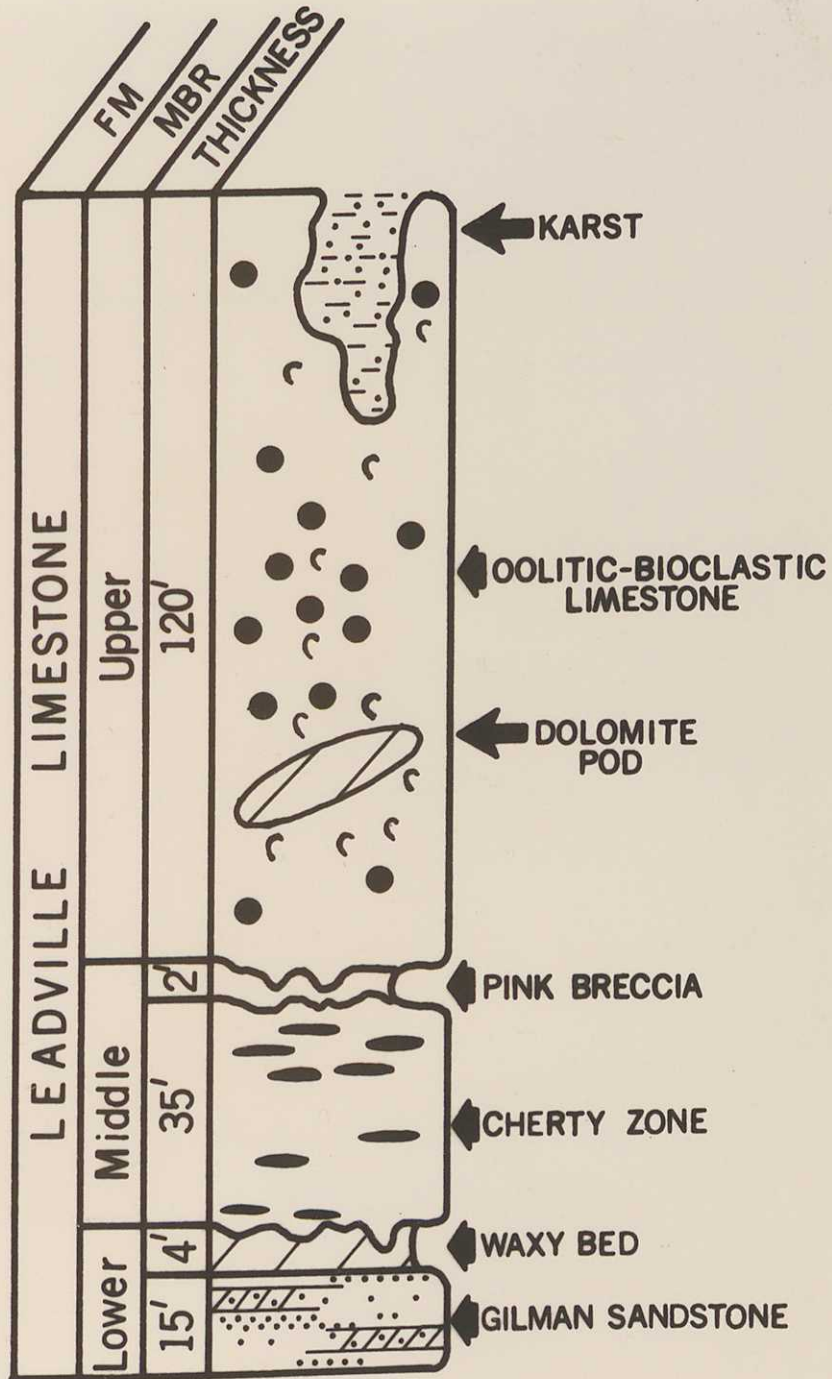 FM
MBR
THICKNESS
LEADVILLE LIMESTONE
Upper
120'
KARST
OOLITIC-BIOCLASTIC
LIMESTONE
DOLOMITE
POD
Middle
2'
PINK BRECCIA
35'
CHERTY ZONE
Lower
4'
WAXY BED
15'
GILMAN SANDSTONE